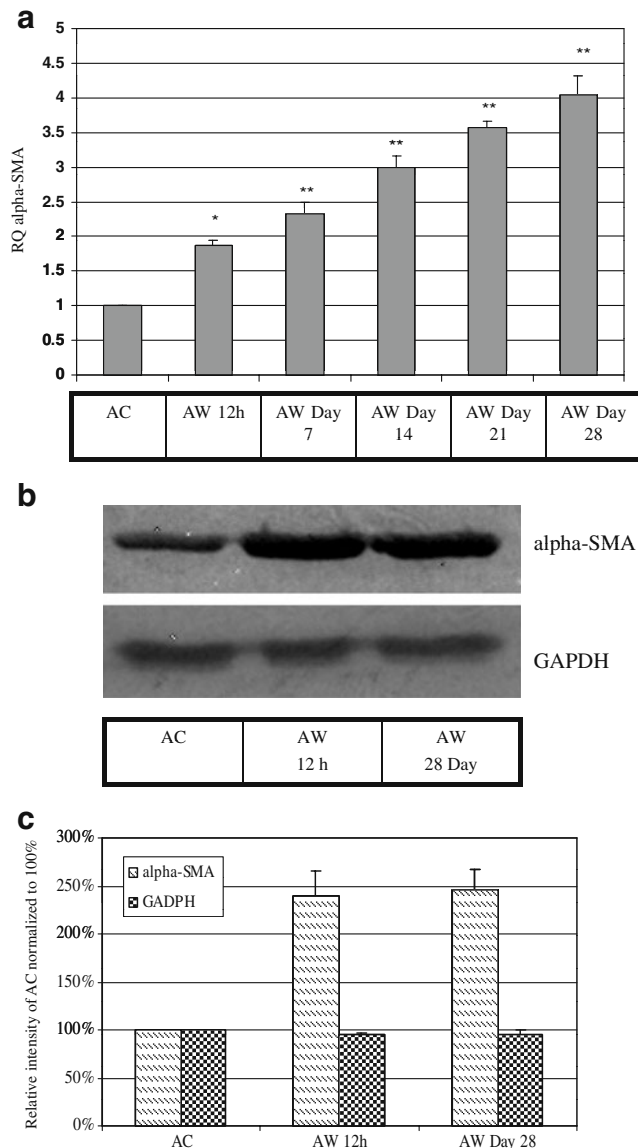 a
RQ alpha-SMA
5
4.5
4
3.5
3
2.5
2
1.5
1
0.5
0
*
**
**
**
**
AC
AW 12h
AW Day
7
AW Day
14
AW Day
21
AW Day
28
b
alpha-SMA
GAPDH
AC
AW
12 h
AW
28 Day
c
Relative intensity of AC normalized to 100%
300%
250%
200%
150%
100%
50%
0%
alpha-SMA
GADPH
AC
AW 12h
AW Day 28